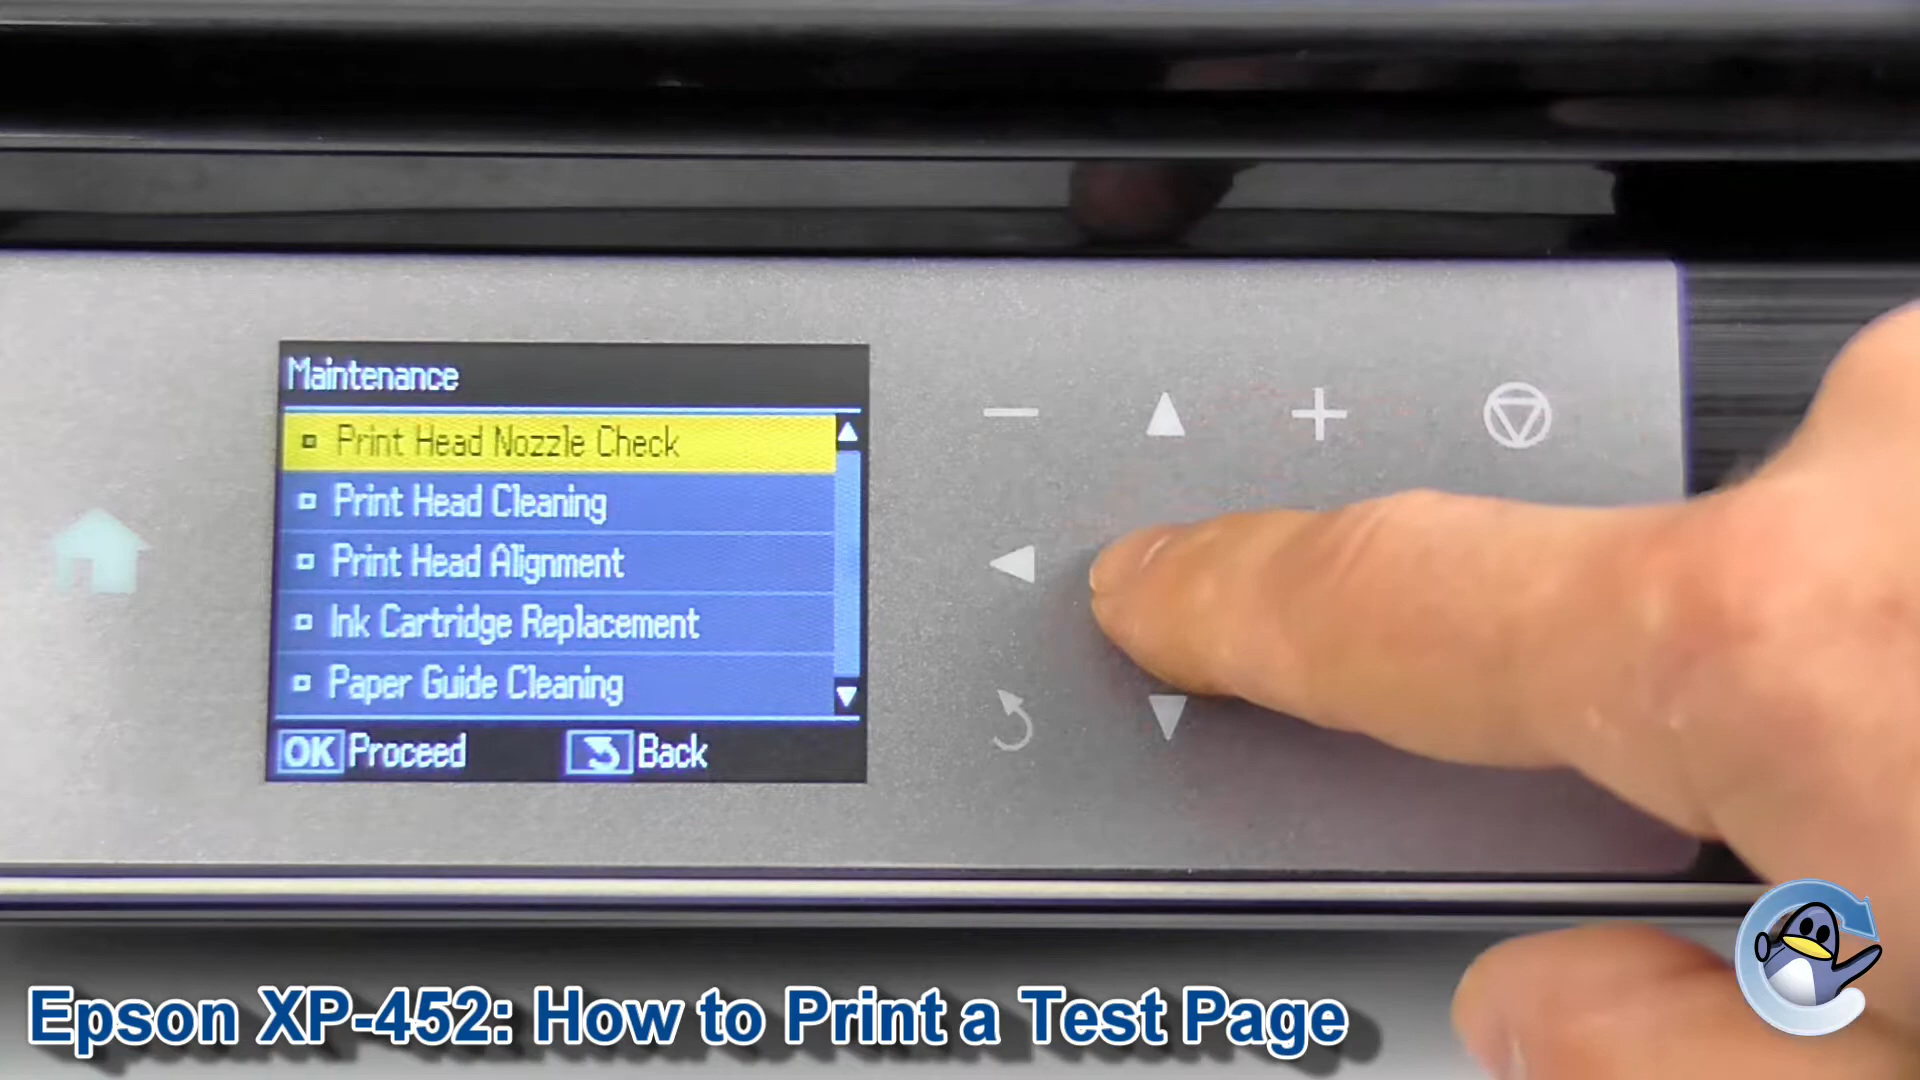 Maintenance
Print Head Nozzle Check
Print Head Cleaning
Print Head Alignment
Ink Cartridge Replacement
Paper Guide Cleaning
OK Proceed Back
Epson XP-452: How to Print a Test Page